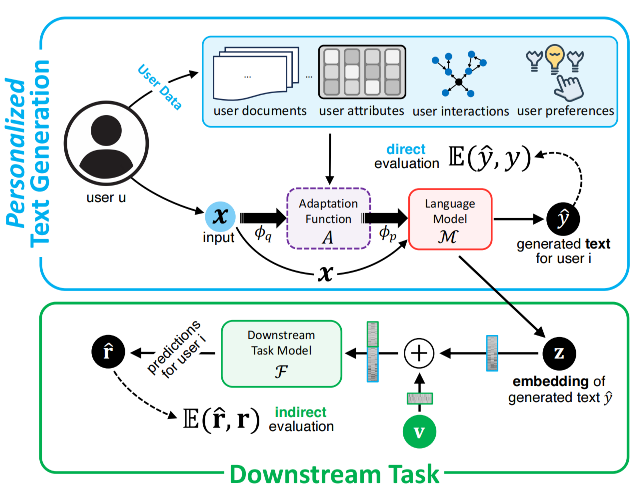 Personalized
Text Generation
User Data
...
...
...
user documents
user attributes
user interactions
user preferences
user u
direct
evaluation
𝔼(ŷ, y)
x
input
ϕq
Adaptation
Function
A
ϕp
Language
Model
ℳ
ŷ
generated text
for user i
x
r̂
predictions
for user i
Downstream
Task Model
ℱ
+
z
embedding of
generated text ŷ
𝔼(r̂, r)
indirect
evaluation
v
Downstream Task